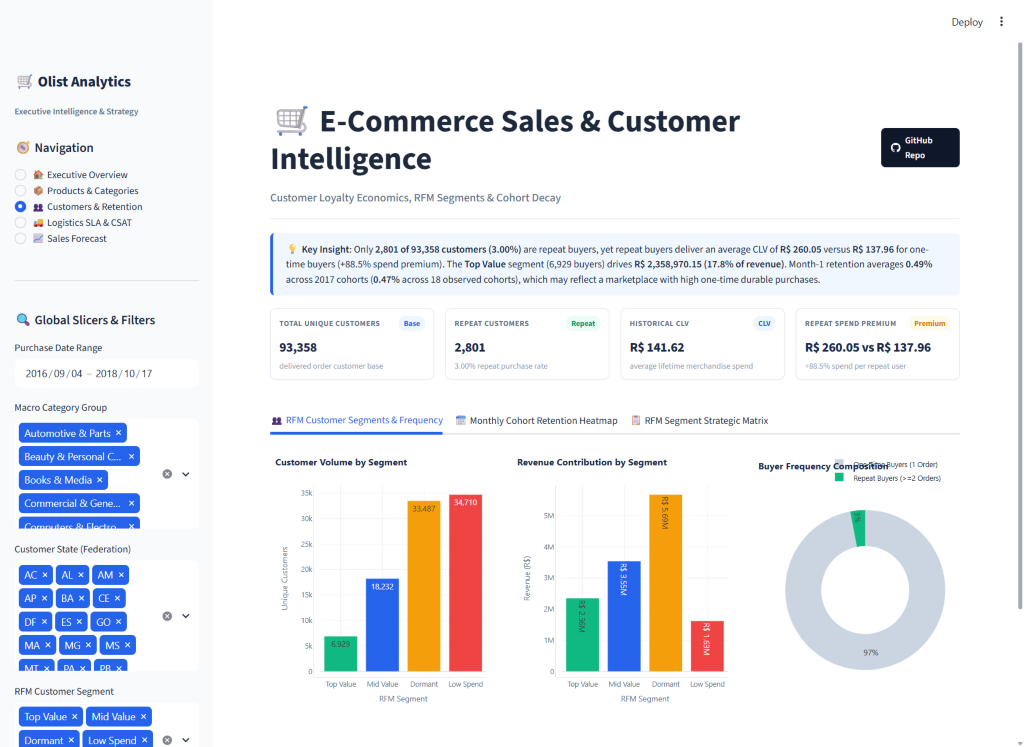 Deploy
Olist Analytics
Executive Intelligence & Strategy
Navigation
Executive Overview
Products & Categories
Customers & Retention
Logistics SLA & CSAT
Sales Forecast
Global Slicers & Filters
Purchase Date Range
2016/09/04 – 2018/10/17
Macro Category Group
Automotive & Parts ×
Beauty & Personal C... ×
Books & Media ×
Commercial & Gene... ×
Computers & Electro... ×
Customer State (Federation)
AC × AL × AM ×
AP × BA × CE ×
DF × ES × GO ×
MA × MG × MS ×
MT × PA × PB ×
RFM Customer Segment
Top Value × Mid Value ×
Dormant × Low Spend ×
E-Commerce Sales & Customer
Intelligence
GitHub
Repo
Customer Loyalty Economics, RFM Segments & Cohort Decay
Key Insight: Only 2,801 of 93,358 customers (3.00%) are repeat buyers, yet repeat buyers deliver an average CLV of R$ 260.05 versus R$ 137.96 for one-
time buyers (+88.5% spend premium). The Top Value segment (6,929 buyers) drives R$ 2,358,970.15 (17.8% of revenue). Month-1 retention averages 0.49%
across 2017 cohorts (0.47% across 18 observed cohorts), which may reflect a marketplace with high one-time durable purchases.
TOTAL UNIQUE CUSTOMERS Base
93,358
delivered order customer base
REPEAT CUSTOMERS Repeat
2,801
3.00% repeat purchase rate
HISTORICAL CLV CLV
R$ 141.62
average lifetime merchandise spend
REPEAT SPEND PREMIUM Premium
R$ 260.05 vs R$ 137.96
+88.5% spend per repeat user
RFM Customer Segments & Frequency
Monthly Cohort Retention Heatmap
RFM Segment Strategic Matrix
Customer Volume by Segment
Unique Customers
35k
30k
25k
20k
15k
10k
5k
0
6,929
18,232
33,487
34,710
Top Value Mid Value Dormant Low Spend
RFM Segment
Revenue Contribution by Segment
Revenue (R$)
5M
4M
3M
2M
1M
0
R$ 2.36M
R$ 3.55M
R$ 5.69M
R$ 1.63M
Top Value Mid Value Dormant Low Spend
RFM Segment
Buyer Frequency Composition
One-Time Buyers (1 Order)
Repeat Buyers (>=2 Orders)
3%
97%